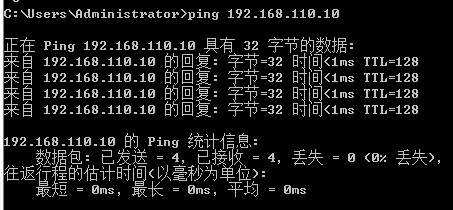 C:\Users\Administrator>ping 192.168.110.10
正在 Ping 192.168.110.10 具有 32 字节的数据:
来自 192.168.110.10 的回复: 字节=32 时间<1ms TTL=128
来自 192.168.110.10 的回复: 字节=32 时间<1ms TTL=128
来自 192.168.110.10 的回复: 字节=32 时间<1ms TTL=128
来自 192.168.110.10 的回复: 字节=32 时间<1ms TTL=128
192.168.110.10 的 Ping 统计信息:
数据包: 已发送 = 4, 已接收 = 4, 丢失 = 0 (0% 丢失),
往返行程的估计时间(以毫秒为单位):
最短 = 0ms, 最长 = 0ms, 平均 = 0ms